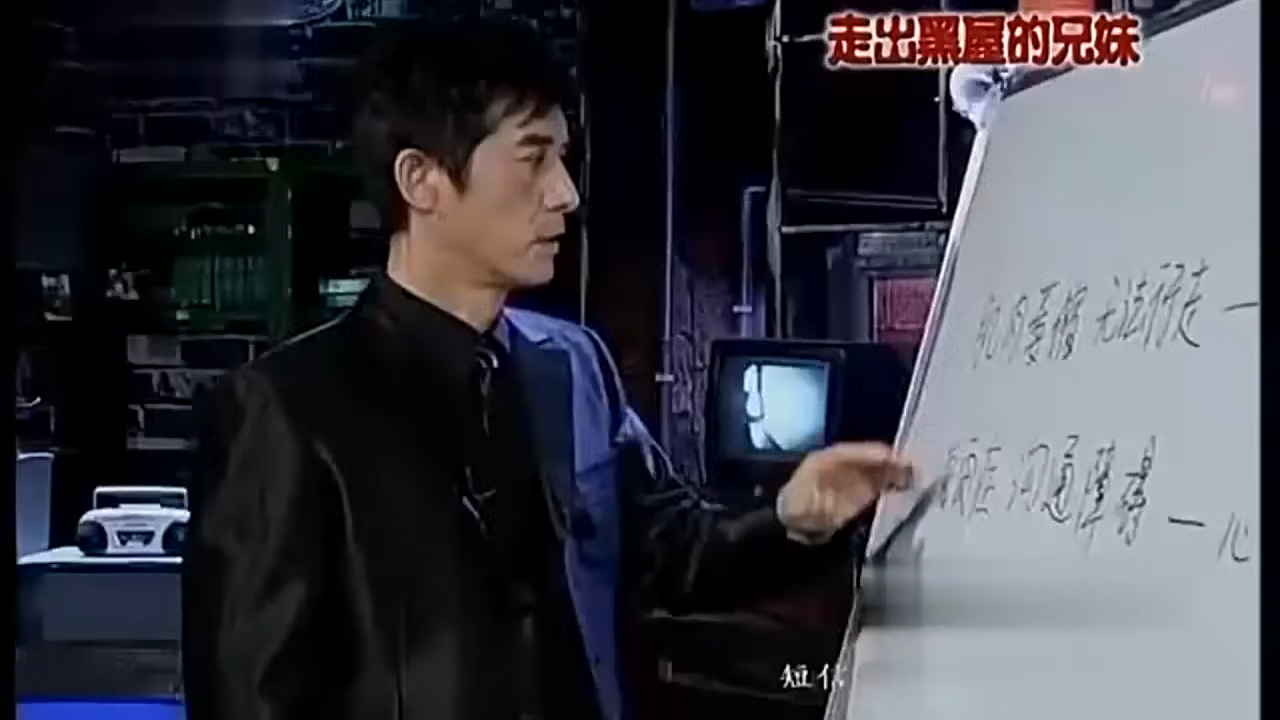 走出黑屋的兄妹
肌肉萎缩 无法行走 一
沟通障碍 一 心
短信